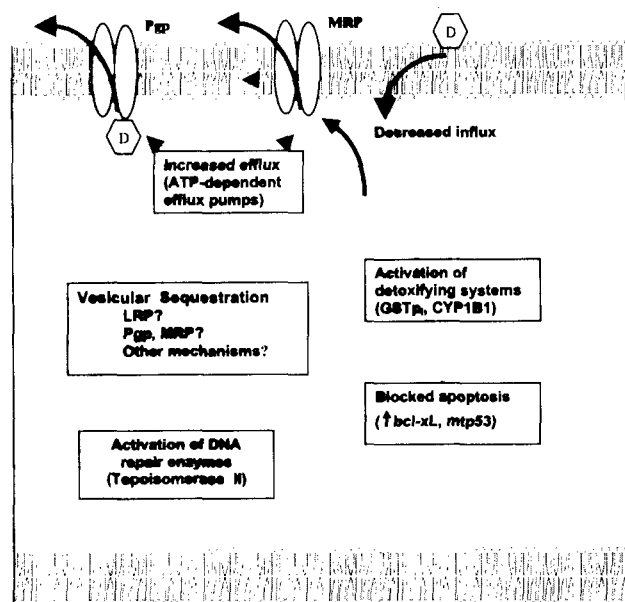 Pgp
MRP
D
D
Decreased influx
Increased efflux
(ATP-dependent
efflux pumps)
Activation of
detoxifying systems
(GSTpi, CYP1B1)
Vesicular Sequestration
LRP?
Pgp, MRP?
Other mechanisms?
Blocked apoptosis
(↑bcl-xL, mtp53)
Activation of DNA
repair enzymes
(Topoisomerase II)